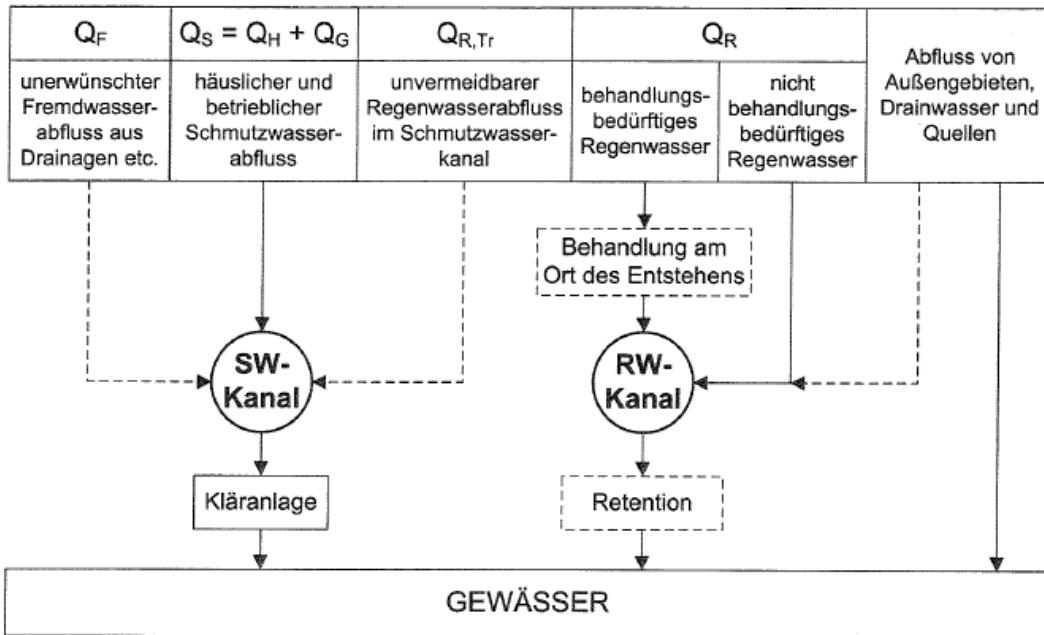 Q_F
unerwünschter
Fremdwasser-
abfluss aus
Drainagen etc.
Q_S = Q_H + Q_G
häuslicher und
betrieblicher
Schmutzwasser-
abfluss
Q_R,Tr
unvermeidbarer
Regenwasserabfluss
im Schmutzwasser-
kanal
Q_R
behandlungs-
bedürftiges
Regenwasser
nicht
behandlungs-
bedürftiges
Regenwasser
Abfluss von
Außengebieten,
Drainwasser und
Quellen
Behandlung am
Ort des Entstehens
SW-
Kanal
RW-
Kanal
Kläranlage
Retention
GEWÄSSER